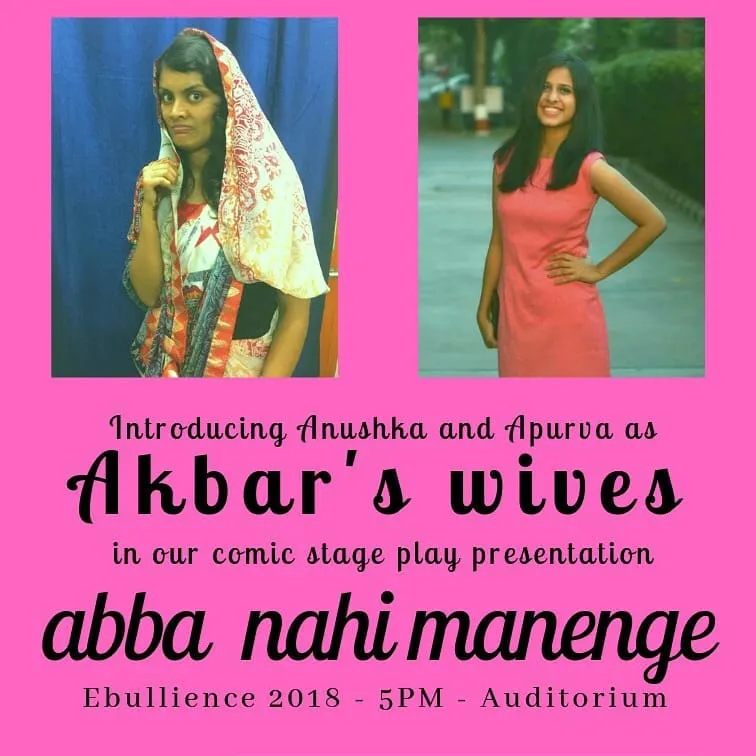 Introducing Anushka and Apurva as
Akbar's wives
in our comic stage play presentation
abba nahi manenge
Ebullience 2018 - 5PM - Auditorium